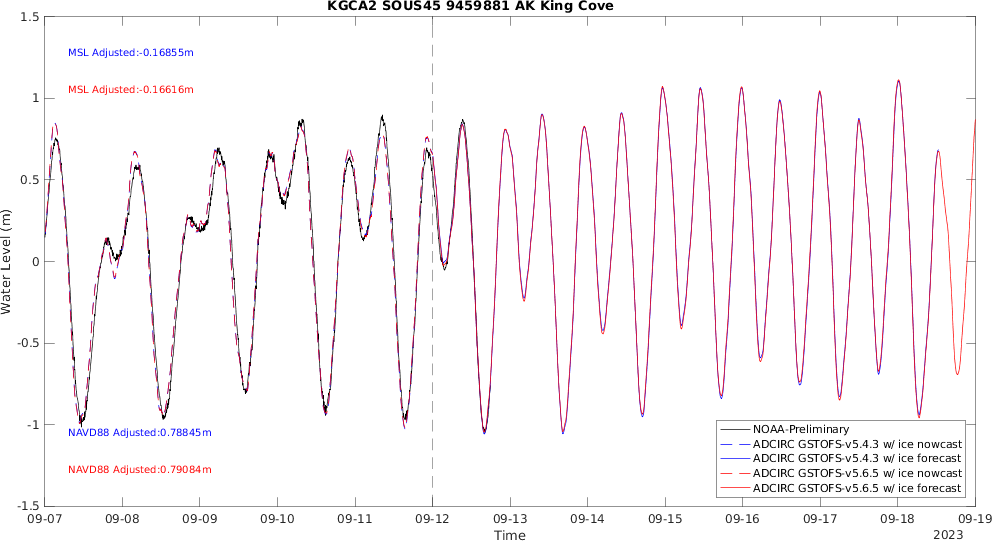 KGCA2 SOUS45 9459881 AK King Cove
1.5
MSL Adjusted:-0.16855m
MSL Adjusted:-0.16616m
1
0.5
0
-0.5
-1
-1.5
Water Level (m)
NAVD88 Adjusted:0.78845m
NAVD88 Adjusted:0.79084m
NOAA-Preliminary
ADCIRC GSTOFS-v5.4.3 w/ ice nowcast
ADCIRC GSTOFS-v5.4.3 w/ ice forecast
ADCIRC GSTOFS-v5.6.5 w/ ice nowcast
ADCIRC GSTOFS-v5.6.5 w/ ice forecast
09-07 09-08 09-09 09-10 09-11 09-12 09-13 09-14 09-15 09-16 09-17 09-18 09-19
Time
2023